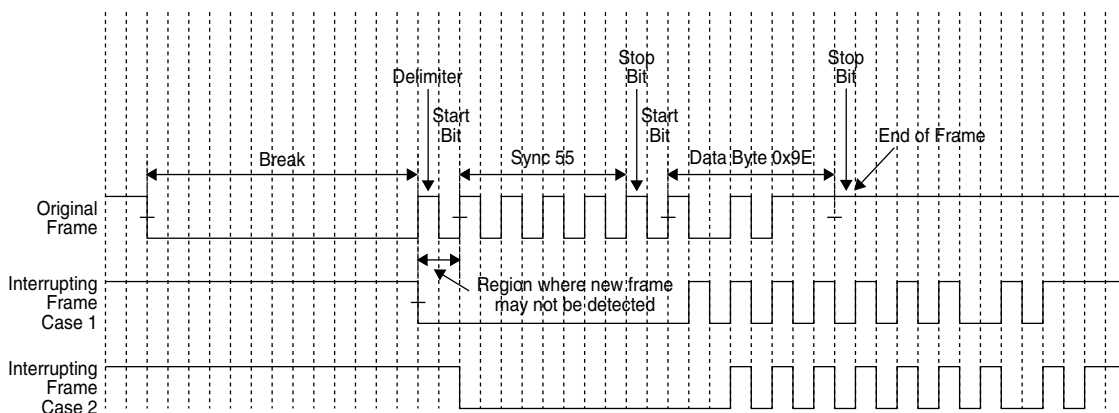 Delimiter
Start
Bit
Stop
Bit
Start
Bit
Stop
Bit
End of Frame
Break
Sync 55
Data Byte 0x9E
Original
Frame
Region where new frame
may not be detected
Interrupting
Frame
Case 1
Interrupting
Frame
Case 2